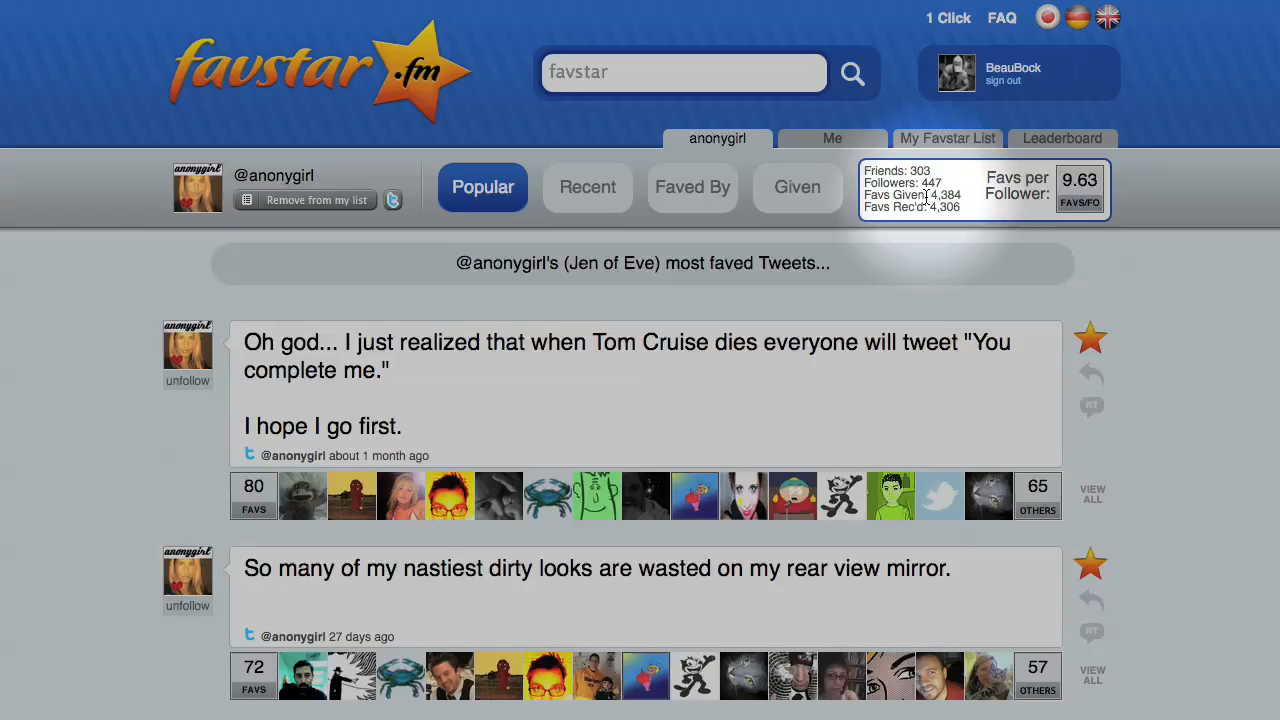 1 Click FAQ
favstar.fm
favstar
BeauBock
sign out
anonygirl Me My Favstar List Leaderboard
anonygirl
@anonygirl
Remove from my list
Popular Recent Faved By Given
Friends: 303
Followers: 447
Favs Given: 4,384
Favs Rec'd: 4,306
Favs per
Follower:
9.63
FAVS/FO
@anonygirl's (Jen of Eve) most faved Tweets...
anonygirl
unfollow
Oh god... I just realized that when Tom Cruise dies everyone will tweet "You
complete me."
I hope I go first.
@anonygirl about 1 month ago
RT
80
FAVS
65
OTHERS
VIEW
ALL
anonygirl
unfollow
So many of my nastiest dirty looks are wasted on my rear view mirror.
@anonygirl 27 days ago
RT
72
FAVS
57
OTHERS
VIEW
ALL